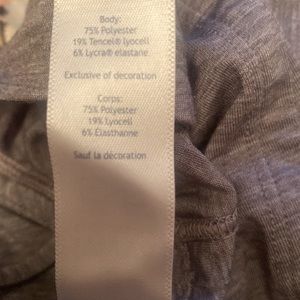 Body:
75% Polyester
19% Tencel® lyocell
6% Lycra® elastane
Exclusive of decoration
Corps:
75% Polyester
19% Lyocell
6% Élasthanne
Sauf la décoration